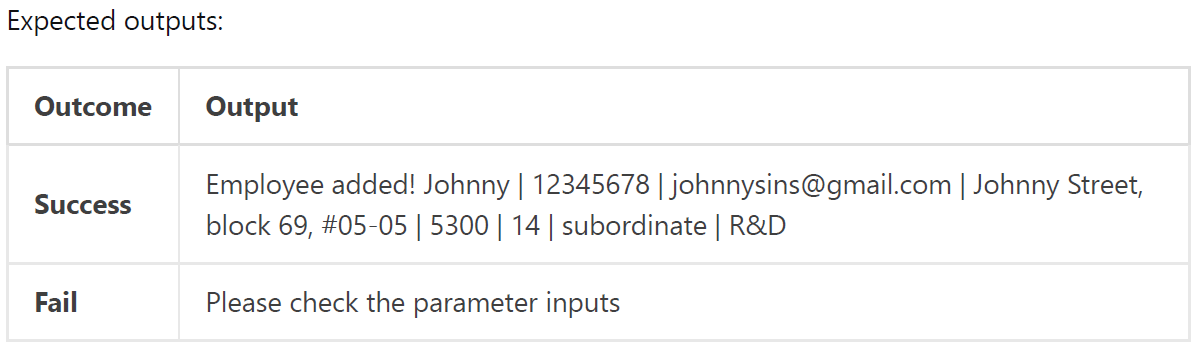 Expected outputs:
Outcome Output
Success Employee added! Johnny | 12345678 | johnnysins@gmail.com | Johnny Street,
block 69, #05-05 | 5300 | 14 | subordinate | R&D
Fail Please check the parameter inputs